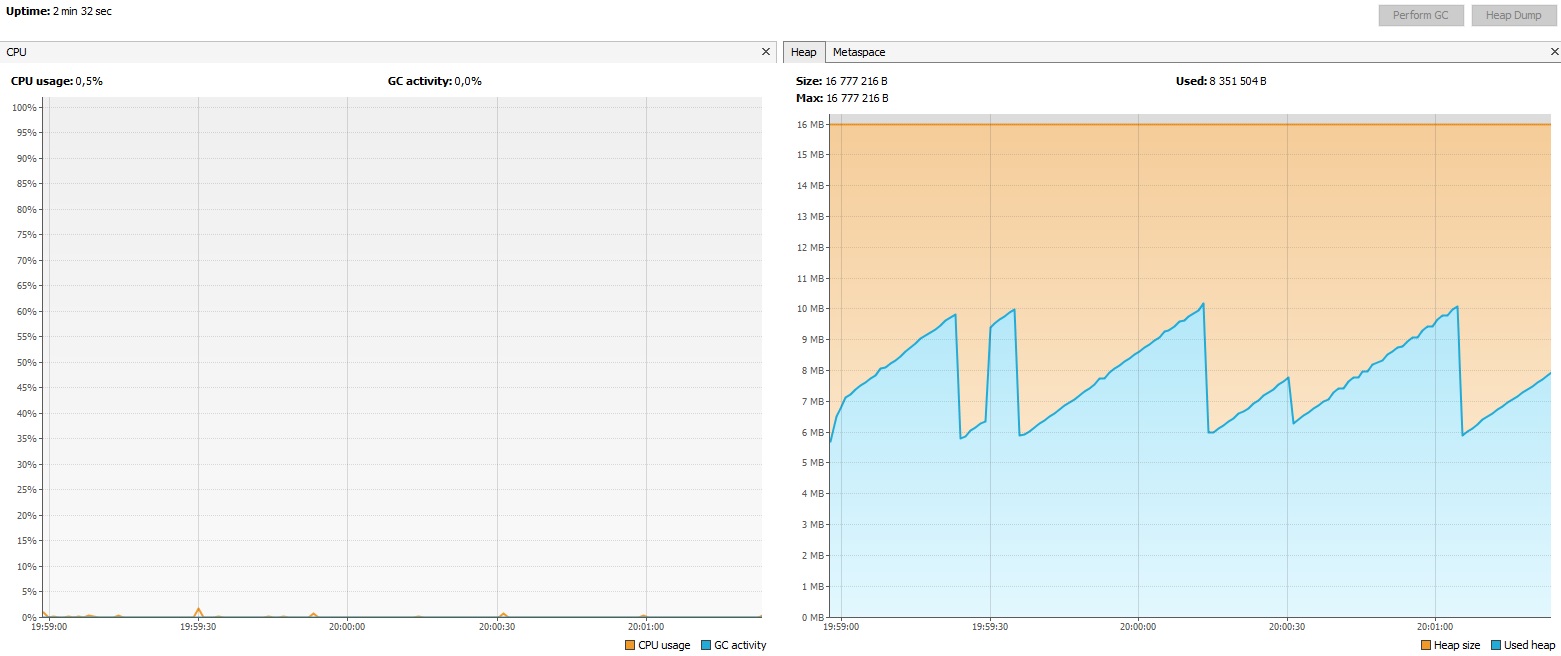 Uptime: 2 min 32 sec
Perform GC Heap Dump
CPU
CPU usage: 0,5% GC activity: 0,0%
100%
95%
90%
85%
80%
75%
70%
65%
60%
55%
50%
45%
40%
35%
30%
25%
20%
15%
10%
5%
0%
19:59:00 19:59:30 20:00:00 20:00:30 20:01:00
CPU usage GC activity
Heap Metaspace
Size: 16 777 216 B Used: 8 351 504 B
Max: 16 777 216 B
16 MB
15 MB
14 MB
13 MB
12 MB
11 MB
10 MB
9 MB
8 MB
7 MB
6 MB
5 MB
4 MB
3 MB
2 MB
1 MB
0 MB
19:59:00 19:59:30 20:00:00 20:00:30 20:01:00
Heap size Used heap